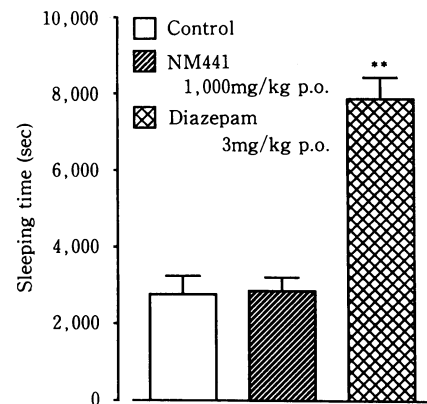 10,000
8,000
6,000
4,000
2,000
0
Sleeping time (sec)
Control
NM441
1,000mg/kg p.o.
Diazepam
3mg/kg p.o.
**